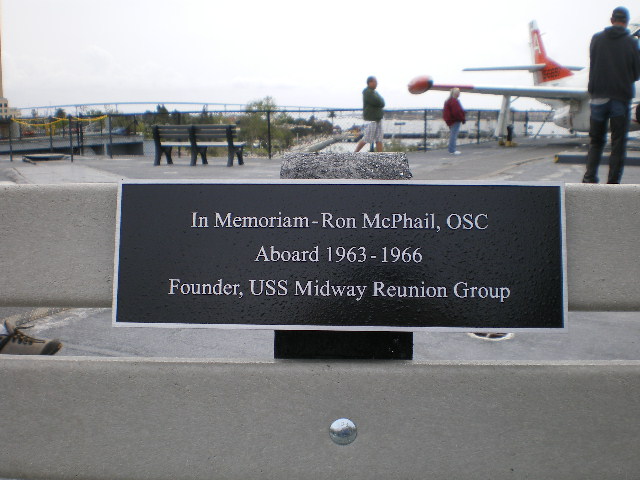 In Memoriam-Ron McPhail, OSC
Aboard 1963-1966
Founder, USS Midway Reunion Group
A